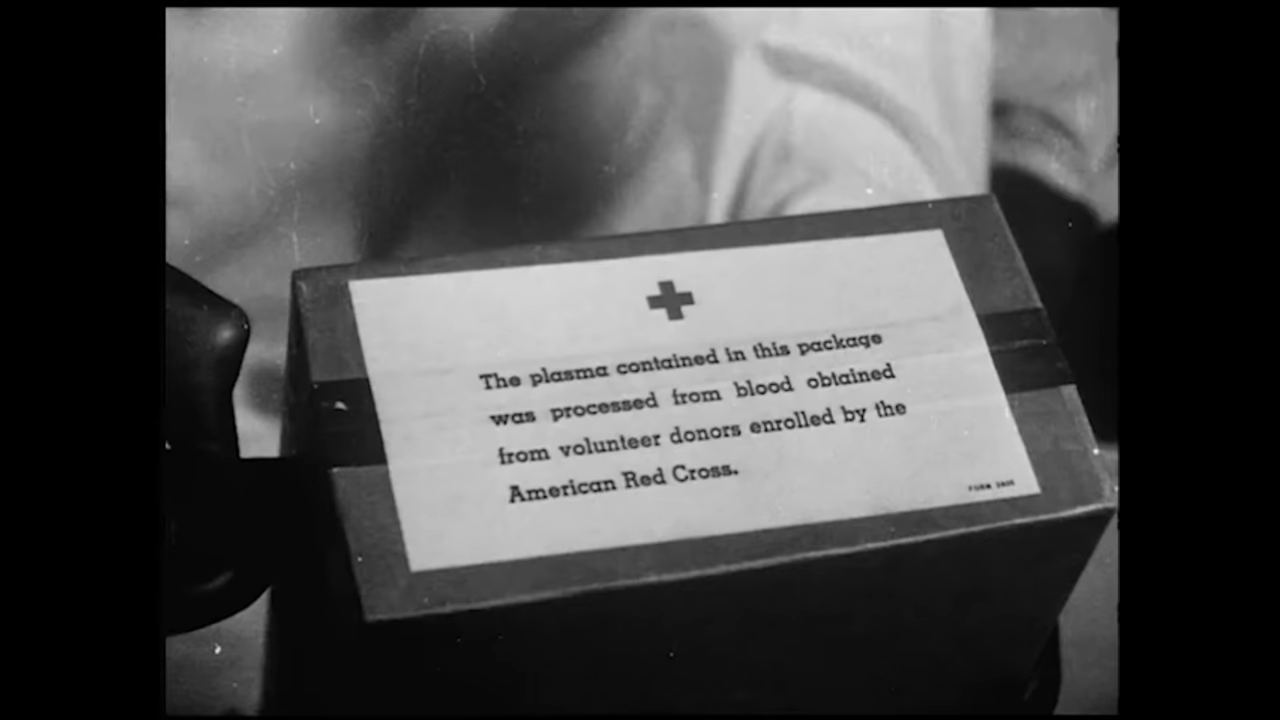 The plasma contained in this package
was processed from blood obtained
from volunteer donors enrolled by the
American Red Cross.
FORM